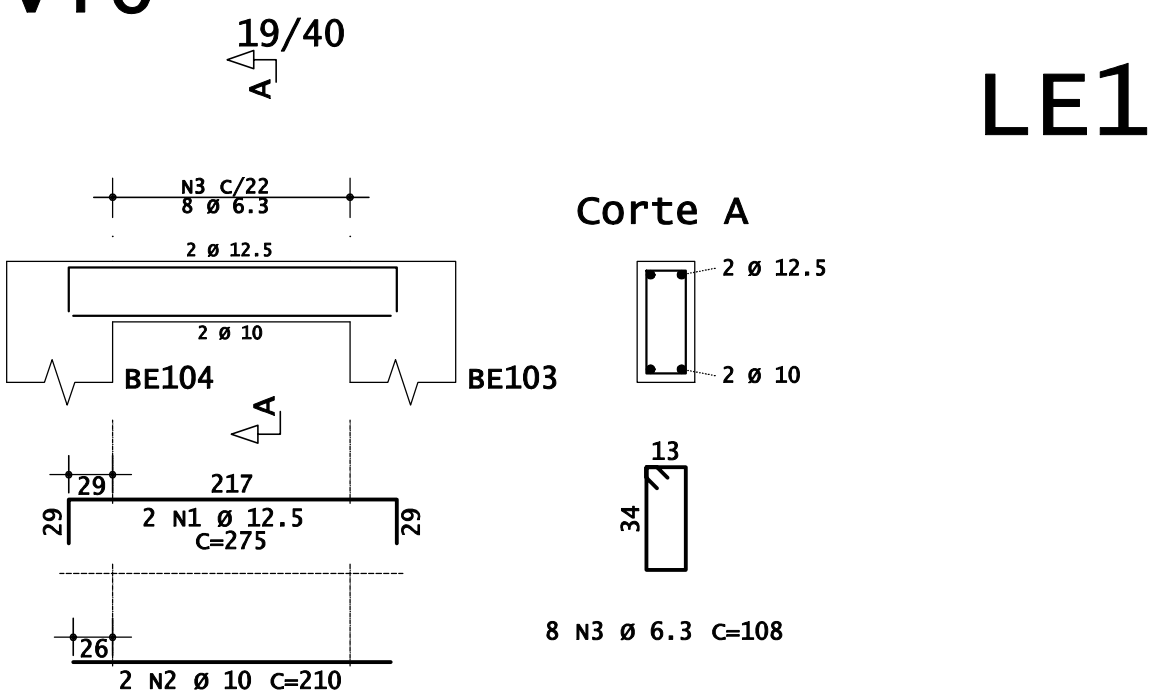 19/40
A
LE1
N3 C/22
8 Ø 6.3
Corte A
2 Ø 12.5
2 Ø 12.5
2 Ø 10
2 Ø 10
BE104
BE103
A
29
217
29
2 N1 Ø 12.5
29
C=275
13
34
8 N3 Ø 6.3 C=108
26
2 N2 Ø 10 C=210